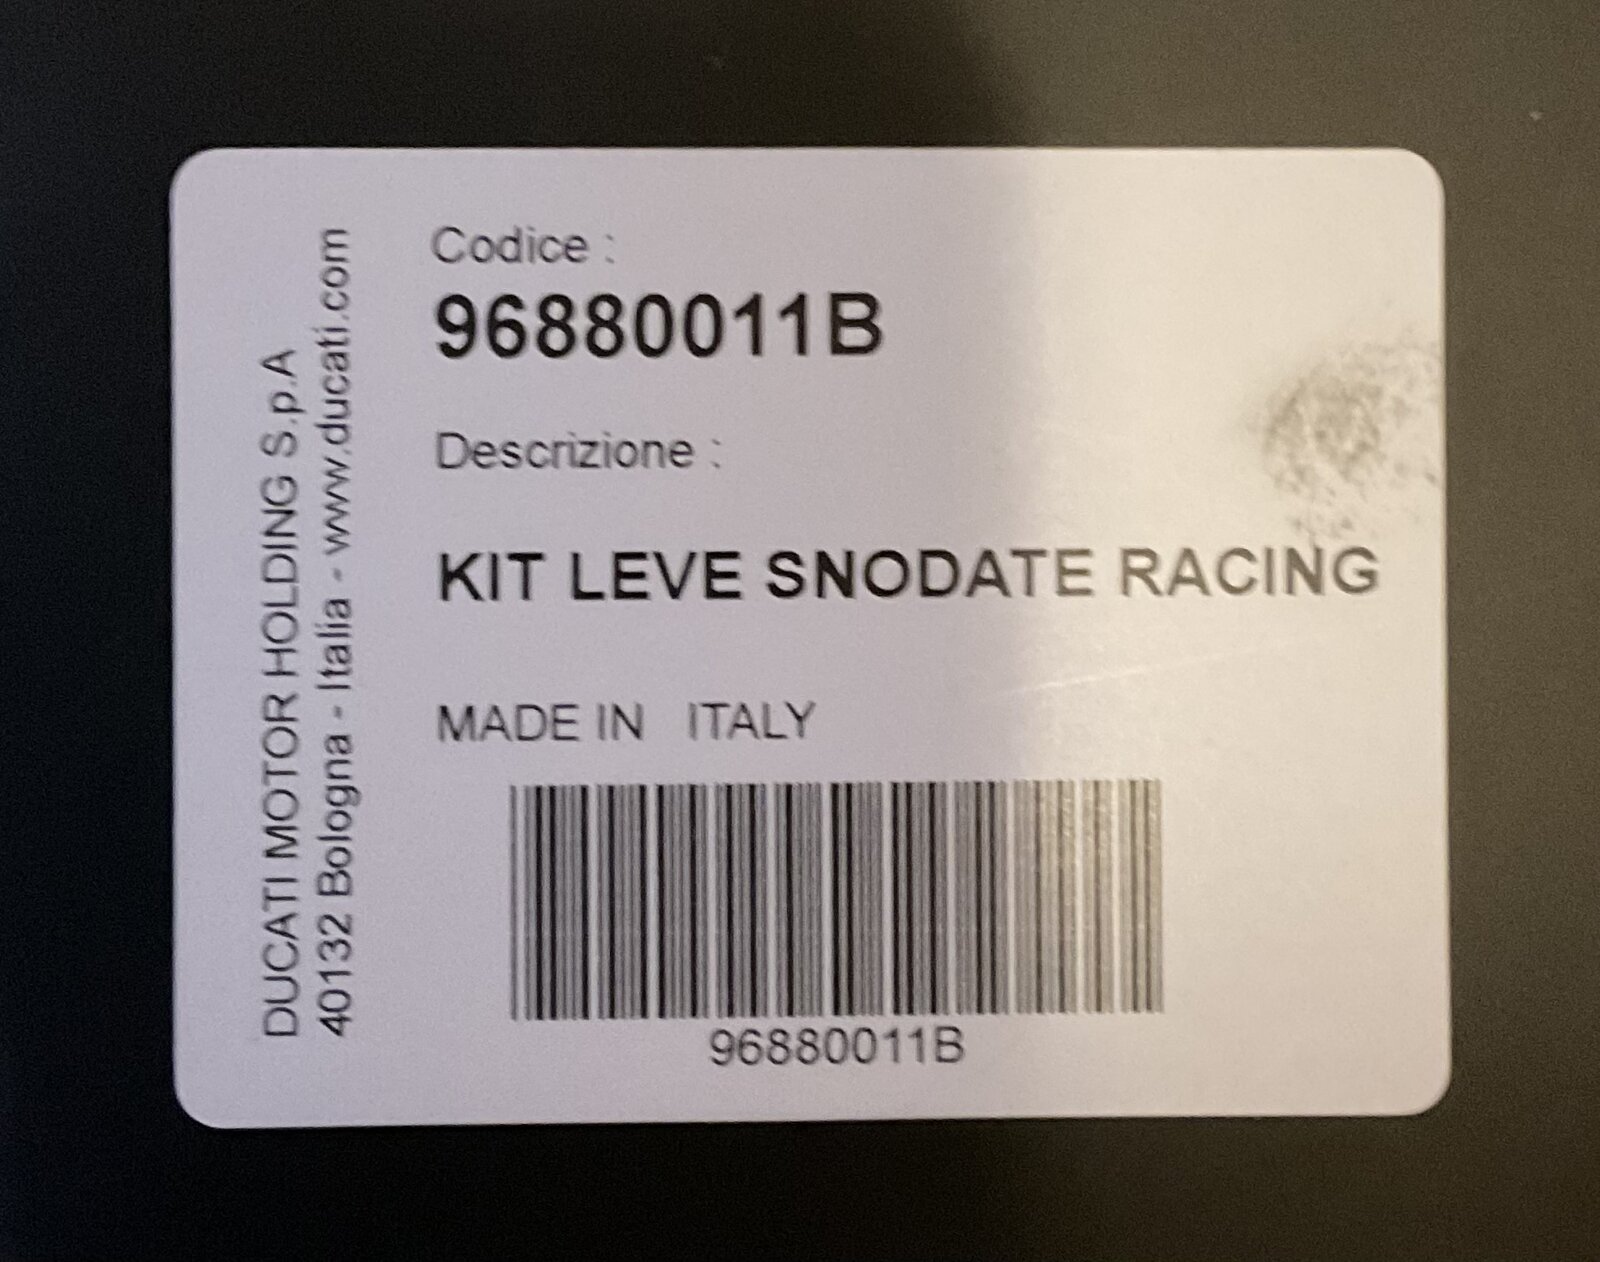 DUCATI MOTOR HOLDING S.p.A
40132 Bologna - Italia - www.ducati.com
Codice :
96880011B
Descrizione :
KIT LEVE SNODATE RACING
MADE IN ITALY
96880011B